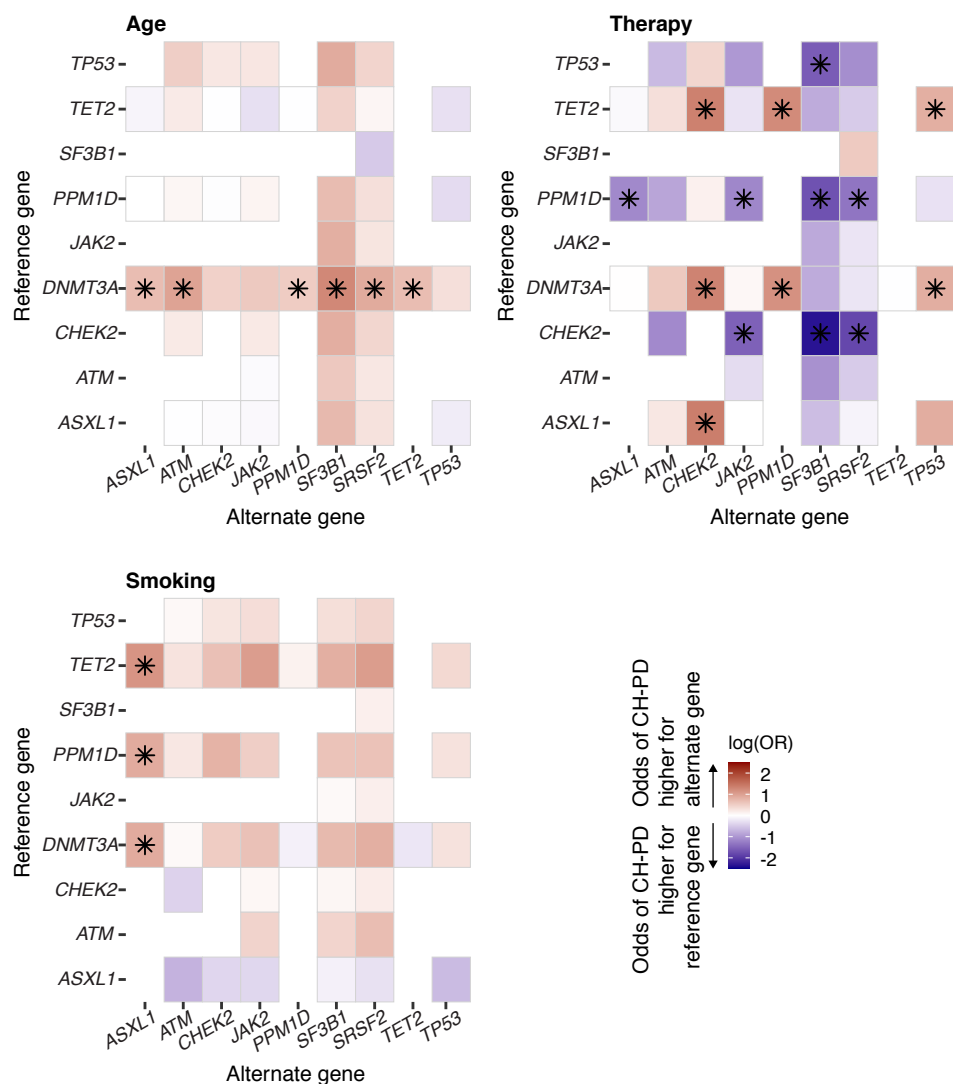 Age
Reference gene
TP53
TET2
SF3B1
PPM1D
JAK2
DNMT3A
CHEK2
ATM
ASXL1
ASXL1 ATM CHEK2 JAK2 PPM1D SF3B1 SRSF2 TET2 TP53
Alternate gene
Therapy
Reference gene
TP53
TET2
SF3B1
PPM1D
JAK2
DNMT3A
CHEK2
ATM
ASXL1
ASXL1 ATM CHEK2 JAK2 PPM1D SF3B1 SRSF2 TET2 TP53
Alternate gene
Smoking
Reference gene
TP53
TET2
SF3B1
PPM1D
JAK2
DNMT3A
CHEK2
ATM
ASXL1
ASXL1 ATM CHEK2 JAK2 PPM1D SF3B1 SRSF2 TET2 TP53
Alternate gene
Odds of CH-PD
higher for
alternate gene
Odds of CH-PD
higher for
reference gene
log(OR)
2
1
0
-1
-2